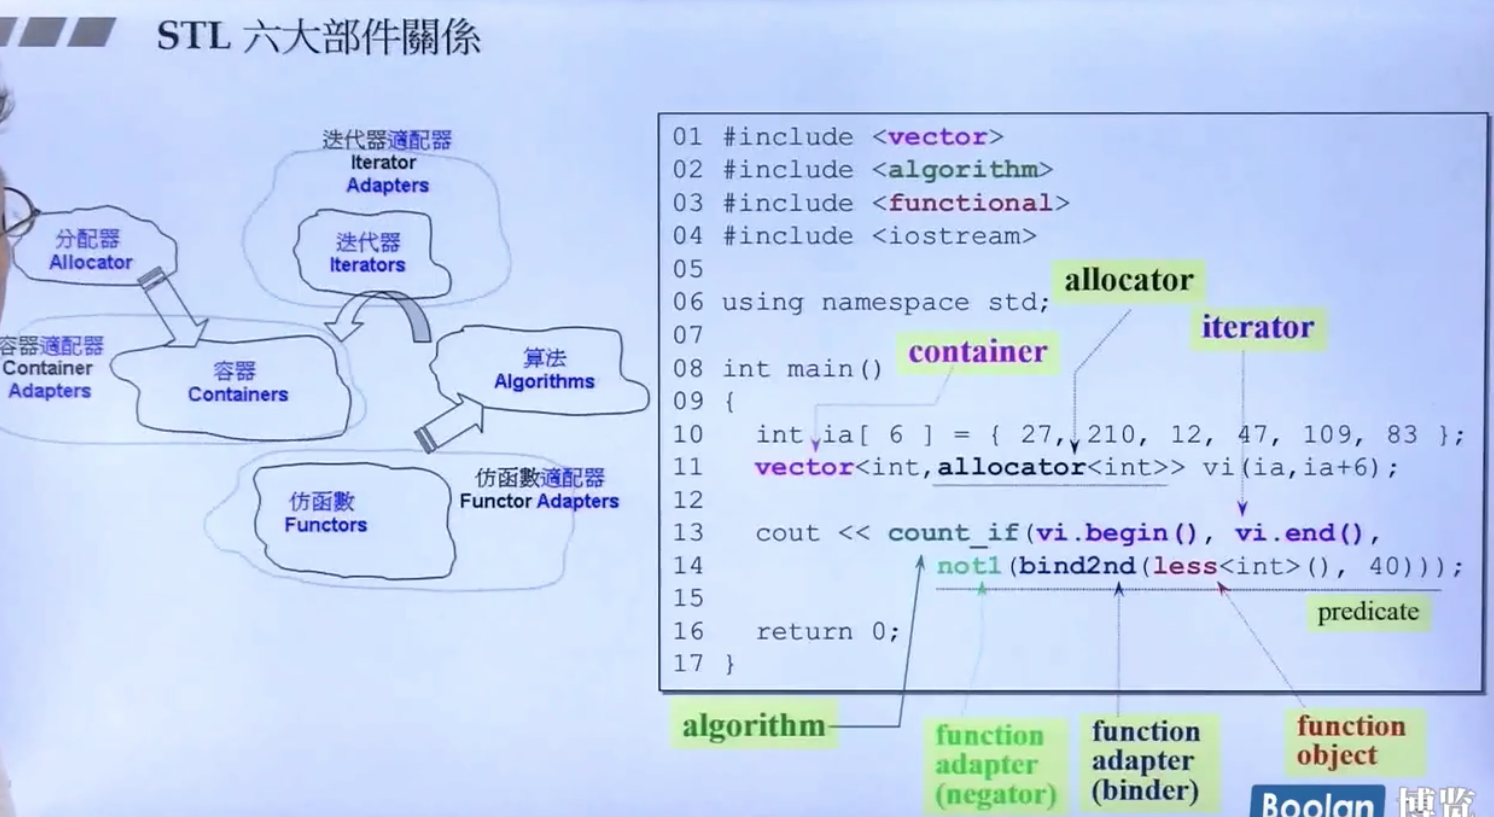 STL 六大部件關係
迭代器適配器
Iterator
Adapters
分配器
Allocator
迭代器
Iterators
容器適配器
Container
Adapters
容器
Containers
算法
Algorithms
仿函數
Functors
仿函數適配器
Functor Adapters
01 #include <vector>
02 #include <algorithm>
03 #include <functional>
04 #include <iostream>
05
06 using namespace std;
07
08 int main()
09 {
10 int ia[ 6 ] = { 27, 210, 12, 47, 109, 83 };
11 vector<int,allocator<int>> vi(ia,ia+6);
12
13 cout << count_if(vi.begin(), vi.end(),
14 not1(bind2nd(less<int>(), 40)));
15
16 return 0;
17 }
allocator
iterator
container
predicate
algorithm
function
adapter
(negator)
function
adapter
(binder)
function
object
Boolan 博览